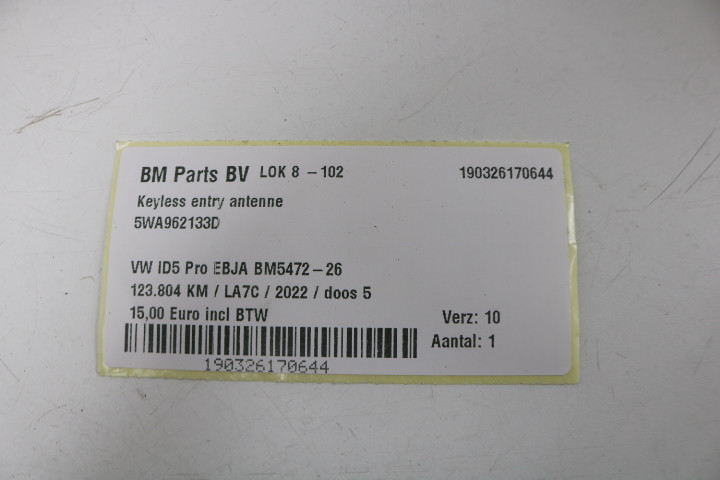 BM Parts BV LOK 8 - 102 190326170644
Keyless entry antenne
5WA962133D
VW ID5 Pro EBJA BM5472-26
123.804 KM / LA7C / 2022 / doos 5
15,00 Euro incl BTW Verz: 10
Aantal: 1
190326170644